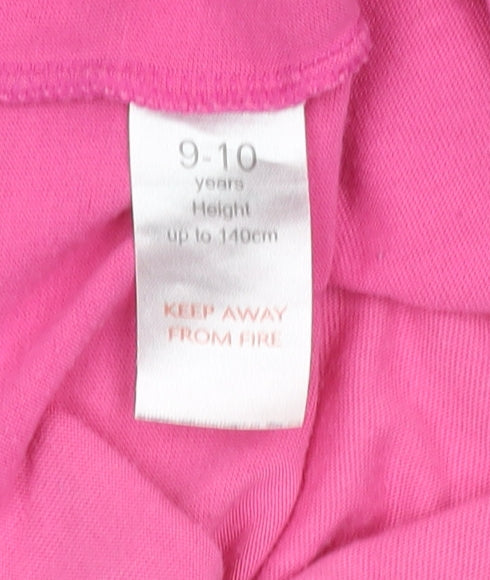 9-10
years
Height
up to 140cm
KEEP AWAY
FROM FIRE